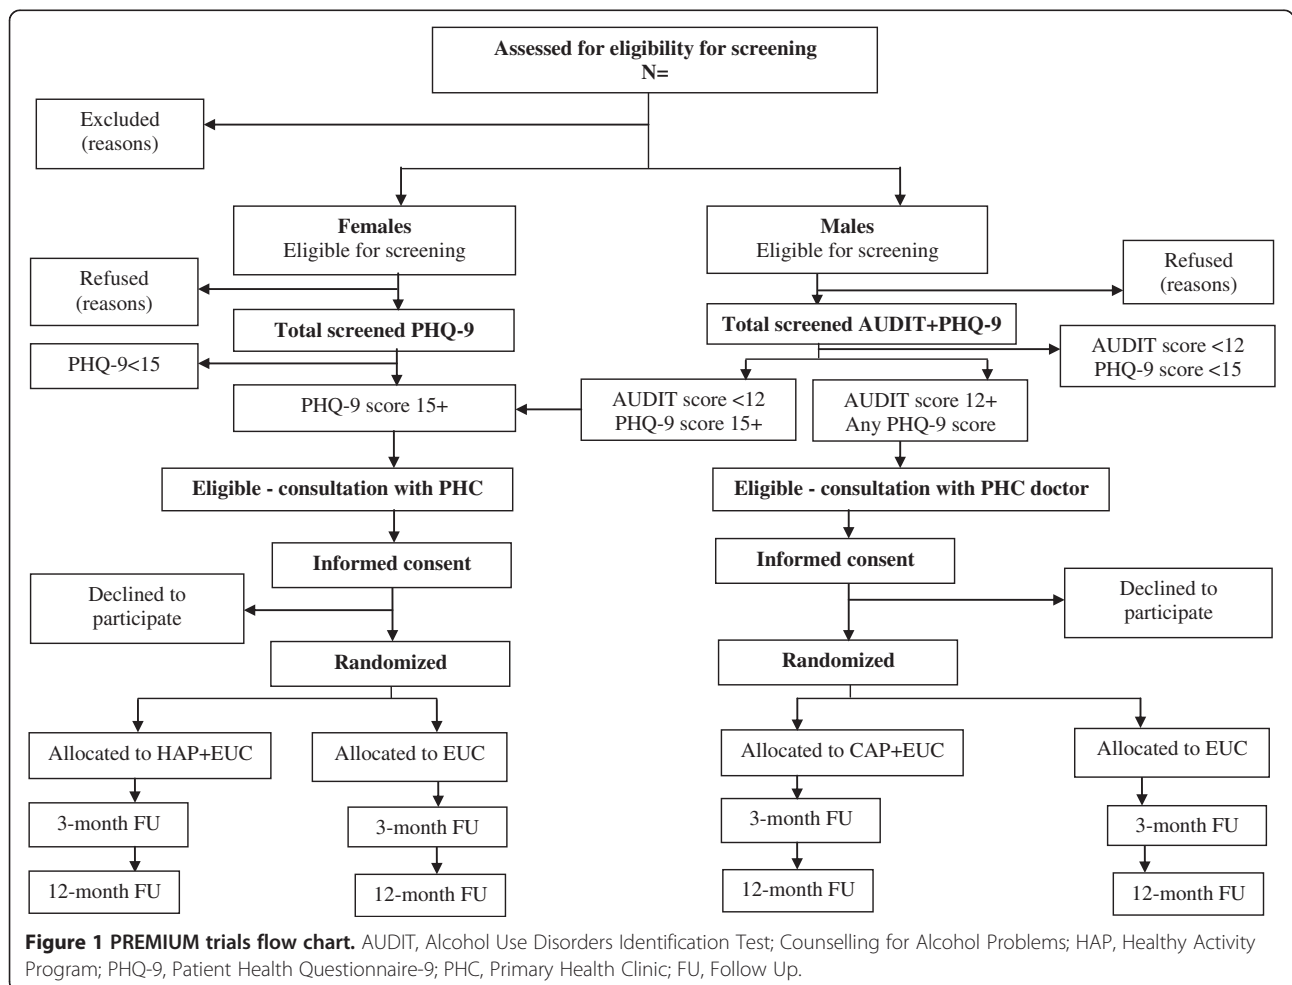 Assessed for eligibility for screening
N=
Excluded
(reasons)
Females
Eligible for screening
Males
Eligible for screening
Refused
(reasons)
Refused
(reasons)
Total screened PHQ-9
Total screened AUDIT+PHQ-9
PHQ-9<15
AUDIT score <12
PHQ-9 score <15
PHQ-9 score 15+
AUDIT score <12
PHQ-9 score 15+
AUDIT score 12+
Any PHQ-9 score
Eligible - consultation with PHC
Eligible - consultation with PHC doctor
Informed consent
Informed consent
Declined to
participate
Declined to
participate
Randomized
Randomized
Allocated to HAP+EUC
Allocated to EUC
Allocated to CAP+EUC
Allocated to EUC
3-month FU
3-month FU
3-month FU
3-month FU
12-month FU
12-month FU
12-month FU
12-month FU
Figure 1 PREMIUM trials flow chart. AUDIT, Alcohol Use Disorders Identification Test; Counselling for Alcohol Problems; HAP, Healthy Activity
Program; PHQ-9, Patient Health Questionnaire-9; PHC, Primary Health Clinic; FU, Follow Up.